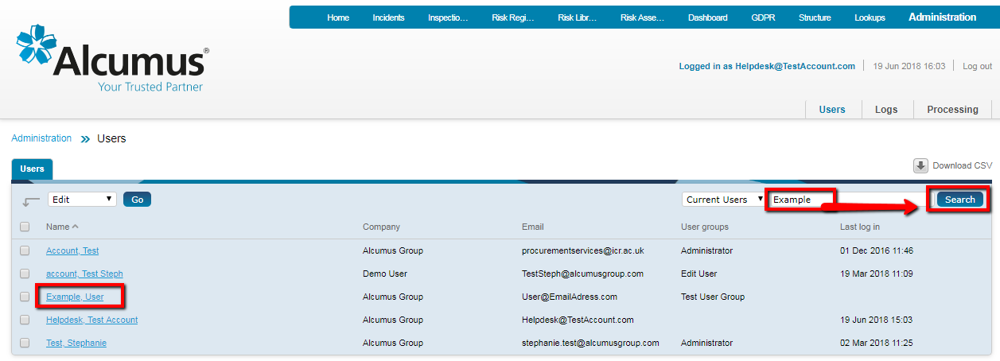 Home Incidents Inspectio… Risk Regi… Risk Libr… Risk Asse… Dashboard GDPR Structure Lookups Administration
Alcumus®
Your Trusted Partner
Logged in as Helpdesk@TestAccount.com 19 Jun 2018 16:03 Log out
Users Logs Processing
Administration » Users
Users
Download CSV
Edit Go Current Users Example Search
Name Company Email User groups Last log in
Account, Test Alcumus Group procurementservices@icr.ac.uk Administrator 01 Dec 2016 11:46
account, Test Steph Demo User TestSteph@alcumusgroup.com Edit User 19 Mar 2018 11:09
Example, User Alcumus Group User@EmailAdress.com Test User Group
Helpdesk, Test Account Alcumus Group Helpdesk@TestAccount.com 19 Jun 2018 15:03
Test, Stephanie Alcumus Group stephanie.test@alcumusgroup.com Administrator 02 Mar 2018 11:25